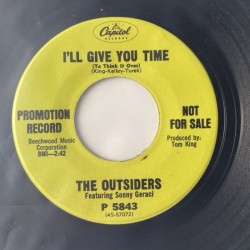 Capitol
RECORDS
I'LL GIVE YOU TIME
(To Think It Over)
(King-Kelley-Turek)
PROMOTION
RECORD
NOT
FOR SALE
Beechwood Music
Corporation
BMI-2:42
Produced by:
Tom King
THE OUTSIDERS
Featuring Sonny Geraci
P 5843
(45-57072)